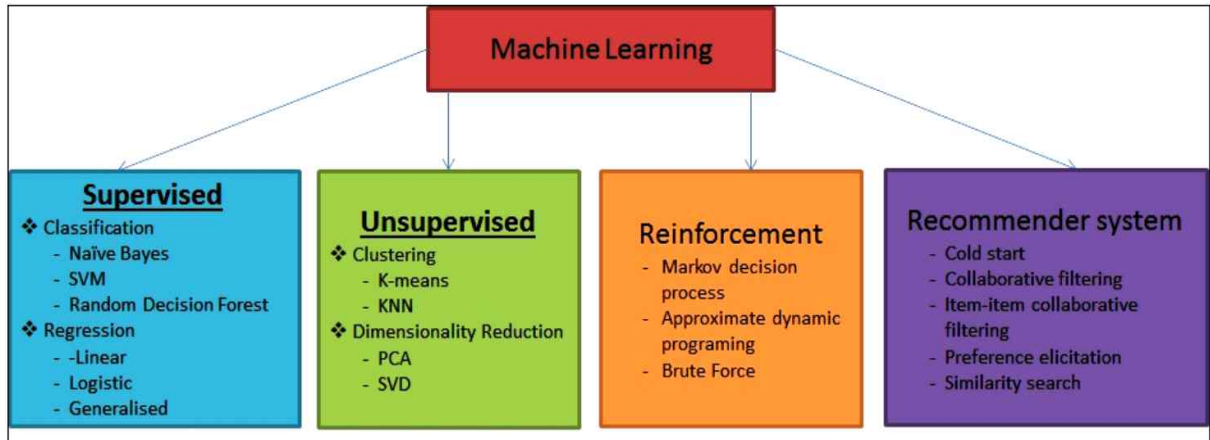 Machine Learning
Supervised
❖ Classification
- Naïve Bayes
- SVM
- Random Decision Forest
❖ Regression
- -Linear
- Logistic
- Generalised
Unsupervised
❖ Clustering
- K-means
- KNN
❖ Dimensionality Reduction
- PCA
- SVD
Reinforcement
- Markov decision
process
- Approximate dynamic
programing
- Brute Force
Recommender system
- Cold start
- Collaborative filtering
- Item-item collaborative
filtering
- Preference elicitation
- Similarity search